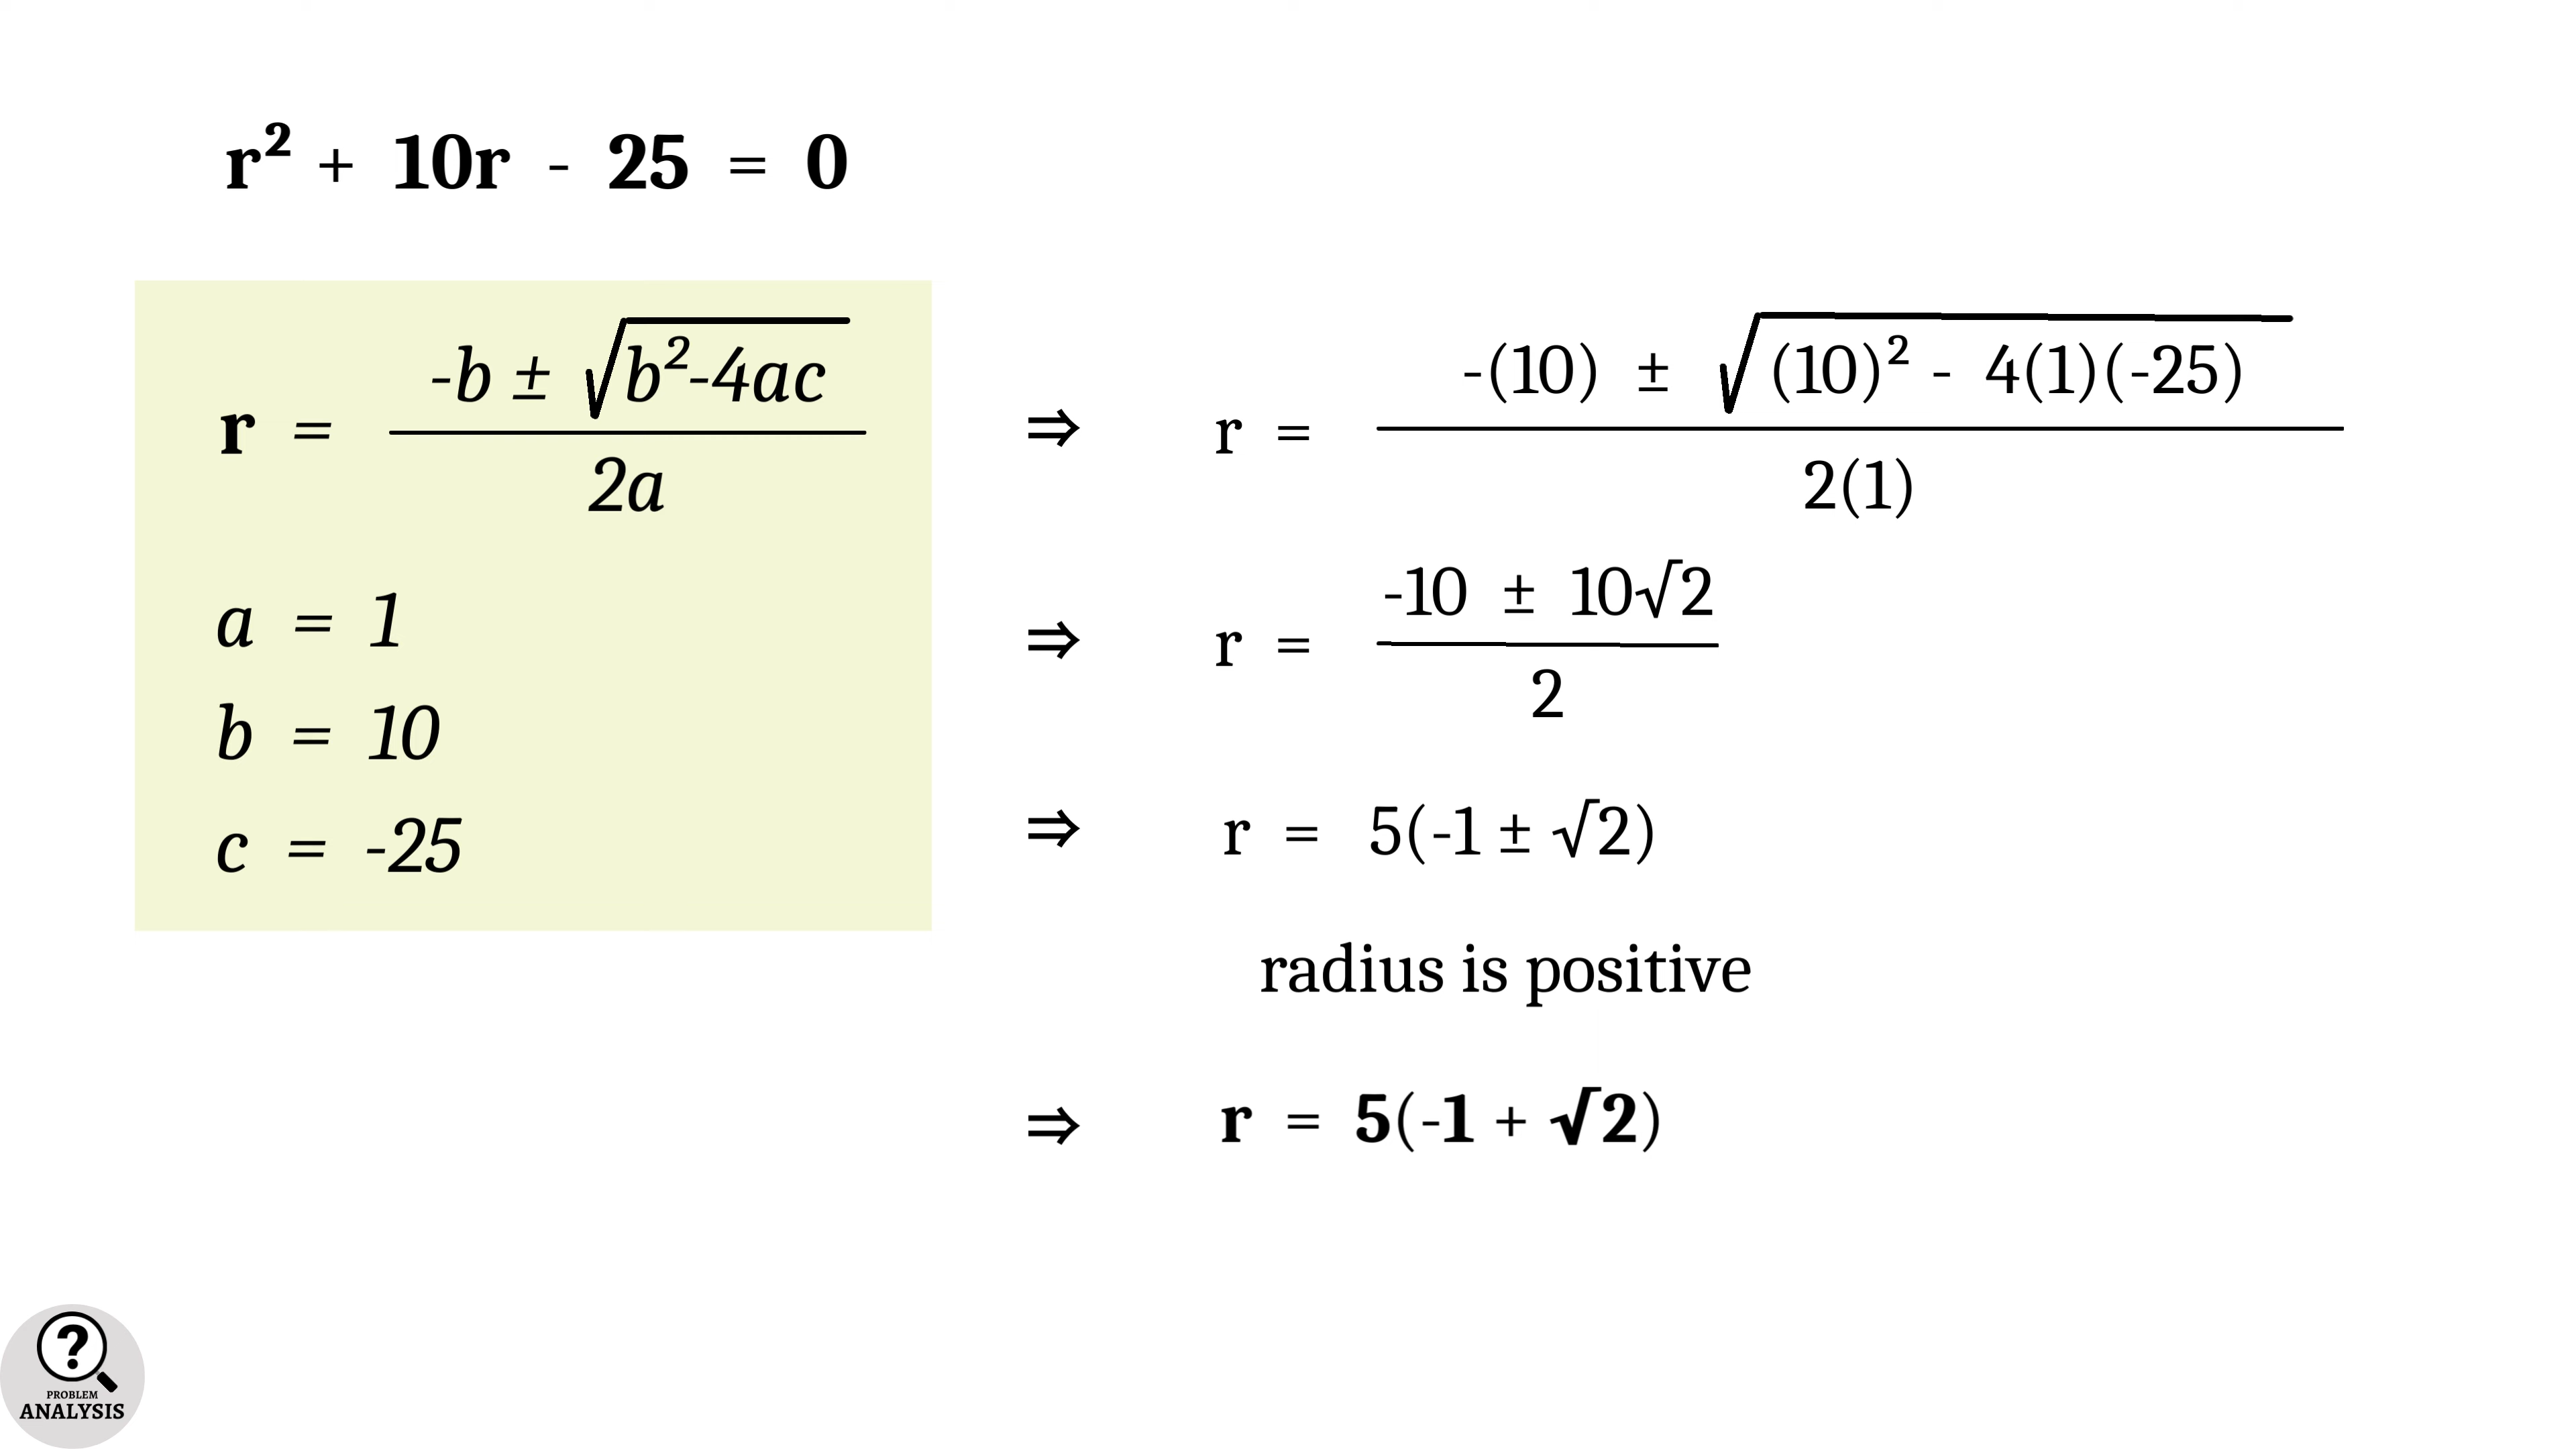 r² + 10r - 25 = 0
r = -b ± √b²-4ac / 2a
a = 1
b = 10
c = -25
⇒ r = -(10) ± √(10)² - 4(1)(-25) / 2(1)
⇒ r = -10 ± 10√2 / 2
⇒ r = 5(-1 ± √2)
radius is positive
⇒ r = 5(-1 + √2)
?
PROBLEM
ANALYSIS